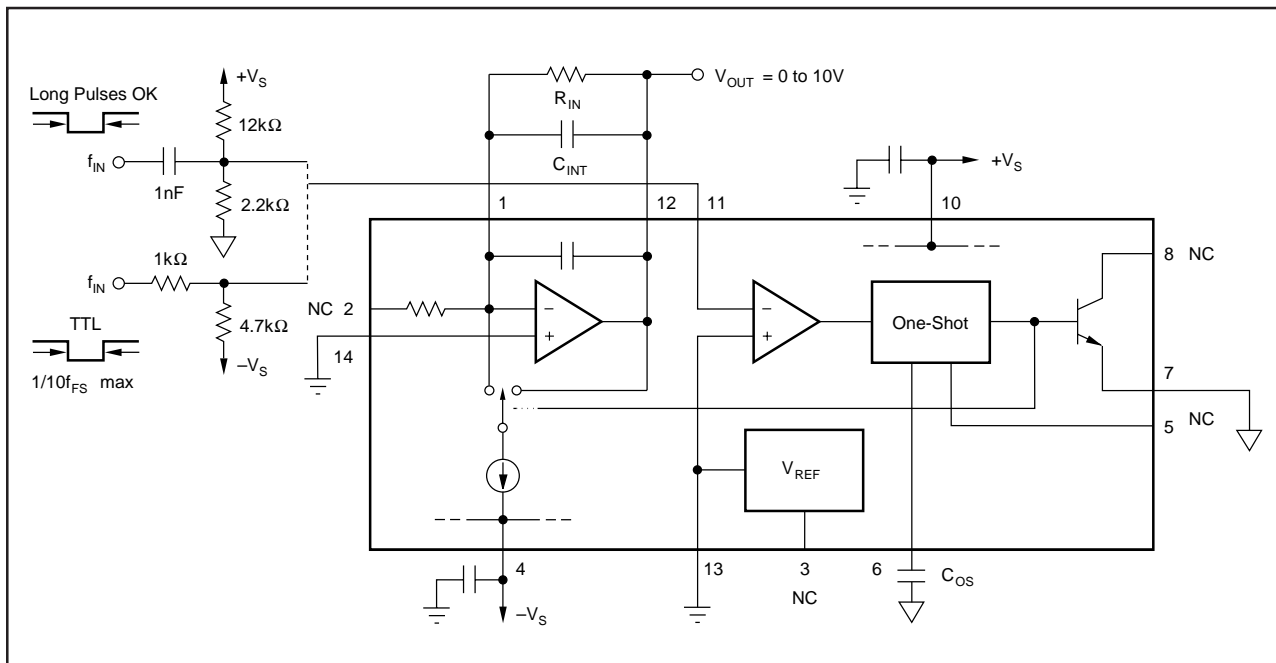 +V_S
Long Pulses OK
12kΩ
f_IN
1nF
2.2kΩ
1kΩ
f_IN
4.7kΩ
TTL
−V_S
1/10f_FS max
R_IN
V_OUT = 0 to 10V
C_INT
+V_S
1
12
11
10
8 NC
NC 2
− 
+
14
−
+
One-Shot
7
5 NC
V_REF
4
13
3
NC
6
C_OS
−V_S